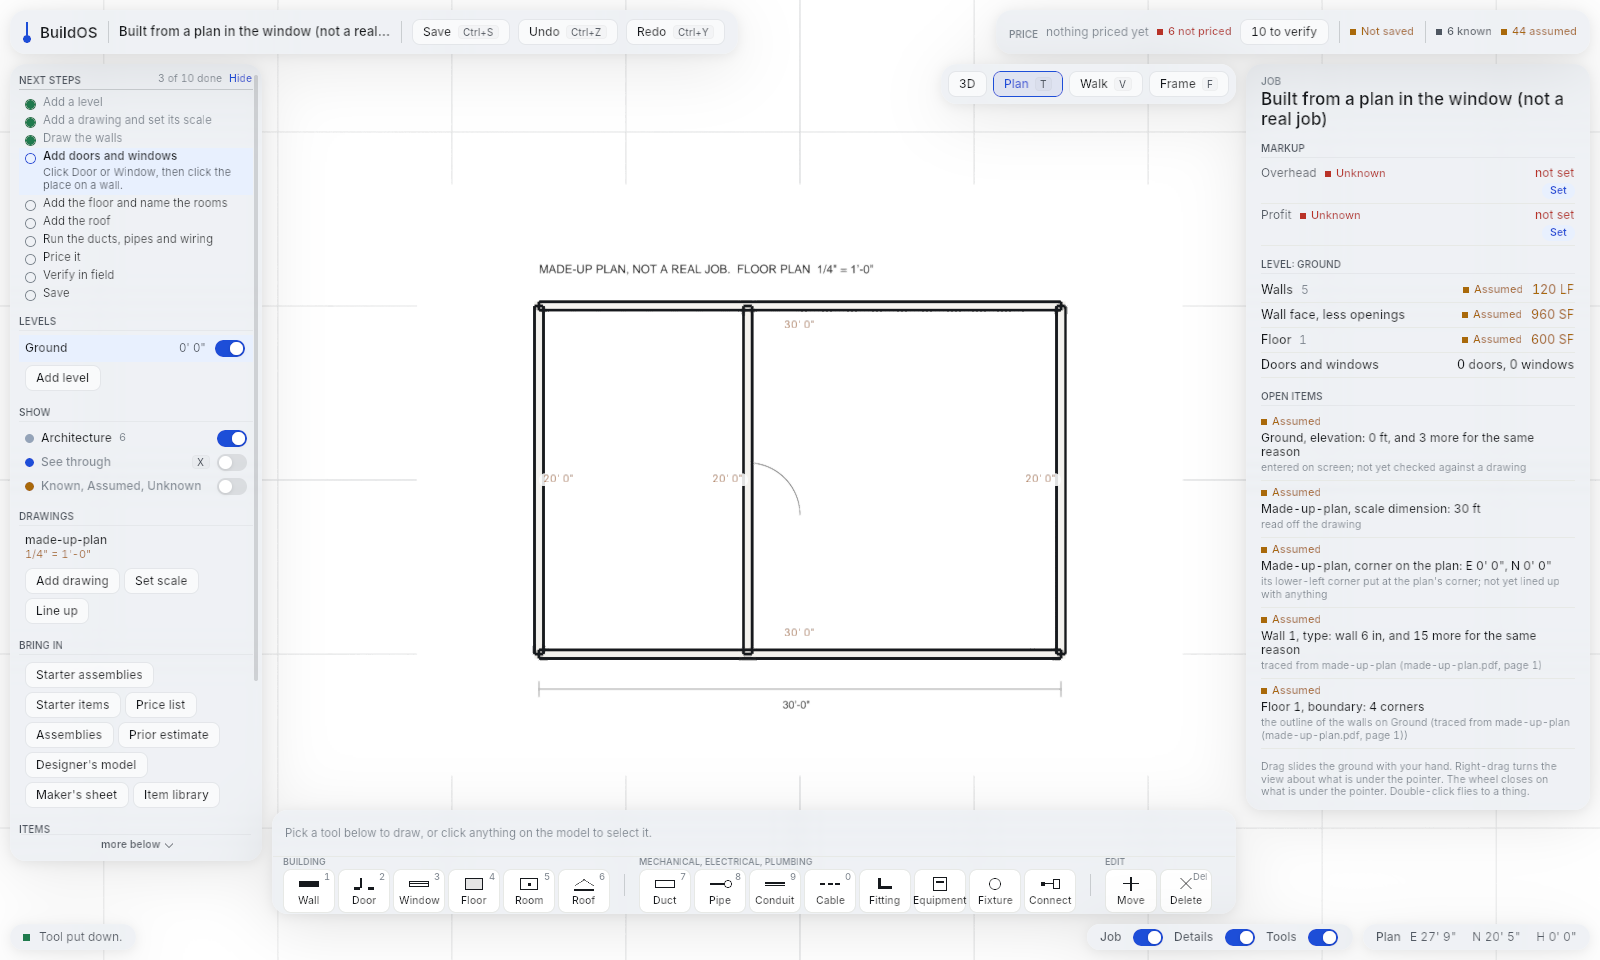 BuildOS
Built from a plan in the window (not a real...
Save Ctrl+S
Undo Ctrl+Z
Redo Ctrl+Y
PRICE nothing priced yet
6 not priced
10 to verify
Not saved
6 known
44 assumed
3D
Plan T
Walk V
Frame F
NEXT STEPS 3 of 10 done Hide
Add a level
Add a drawing and set its scale
Draw the walls
Add doors and windows
Click Door or Window, then click the
place on a wall.
Add the floor and name the rooms
Add the roof
Run the ducts, pipes and wiring
Price it
Verify in field
Save
LEVELS
Ground 0' 0"
Add level
SHOW
Architecture 6
See through X
Known, Assumed, Unknown
DRAWINGS
made-up-plan
1/4" = 1'-0"
Add drawing Set scale
Line up
BRING IN
Starter assemblies
Starter items Price list
Assemblies Prior estimate
Designer's model
Maker's sheet Item library
ITEMS
more below
MADE-UP PLAN, NOT A REAL JOB. FLOOR PLAN 1/4" = 1'-0"
30' 0"
20' 0" 20' 0" 20' 0"
30' 0"
30'-0"
JOB
Built from a plan in the window (not a
real job)
MARKUP
Overhead Unknown not set
Set
Profit Unknown not set
Set
LEVEL: GROUND
Walls 5 Assumed 120 LF
Wall face, less openings Assumed 960 SF
Floor 1 Assumed 600 SF
Doors and windows 0 doors, 0 windows
OPEN ITEMS
Assumed
Ground, elevation: 0 ft, and 3 more for the same
reason
entered on screen; not yet checked against a drawing
Assumed
Made-up-plan, scale dimension: 30 ft
read off the drawing
Assumed
Made-up-plan, corner on the plan: E 0' 0", N 0' 0"
its lower-left corner put at the plan's corner; not yet lined up
with anything
Assumed
Wall 1, type: wall 6 in, and 15 more for the same
reason
traced from made-up-plan (made-up-plan.pdf, page 1)
Assumed
Floor 1, boundary: 4 corners
the outline of the walls on Ground (traced from made-up-plan
(made-up-plan.pdf, page 1))
Drag slides the ground with your hand. Right-drag turns the
view about what is under the pointer. The wheel closes on
what is under the pointer. Double-click flies to a thing.
Pick a tool below to draw, or click anything on the model to select it.
BUILDING
1 Wall
2 Door
3 Window
4 Floor
5 Room
6 Roof
MECHANICAL, ELECTRICAL, PLUMBING
7 Duct
8 Pipe
9 Conduit
0 Cable
Fitting
Equipment
Fixture
Connect
EDIT
Move
Del Delete
Tool put down.
Job Details Tools
Plan E 27' 9" N 20' 5" H 0' 0"